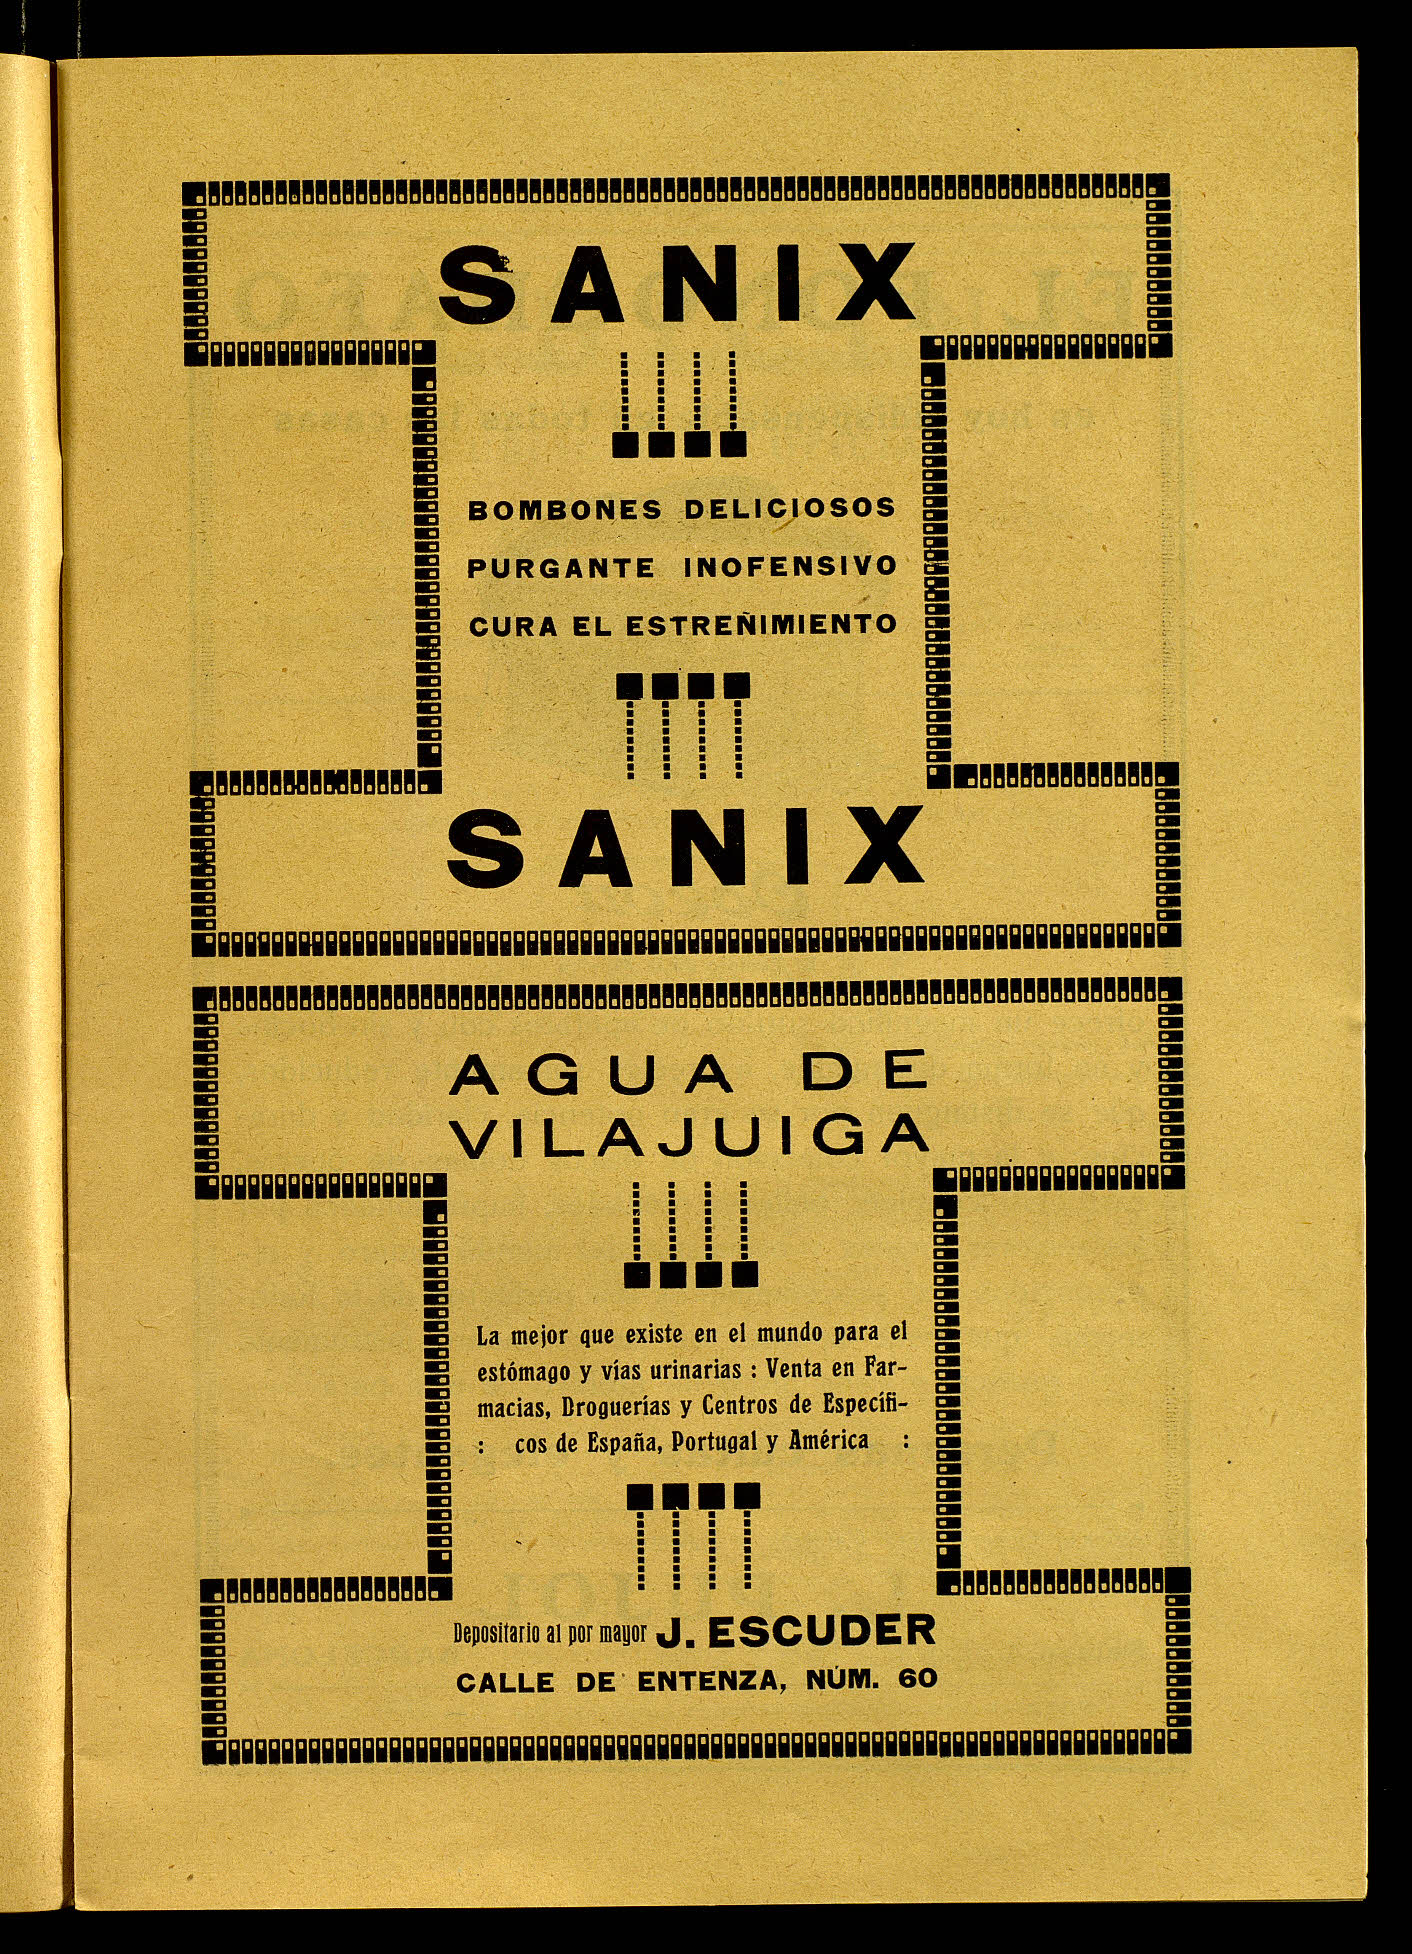 SANIX
BOMBONES DELICIOSOS
PURGANTE INOFENSIVO
CURA EL ESTREÑIMIENTO
SANIX
AGUA DE
VILAJUIGA
La mejor que existe en el mundo para el
estómago y vías urinarias : Venta en Far-
macias, Droguerías y Centros de Específi-
: cos de España, Portugal y América :
Depositario al por mayor J. ESCUDER
CALLE DE ENTENZA, NÚM. 60